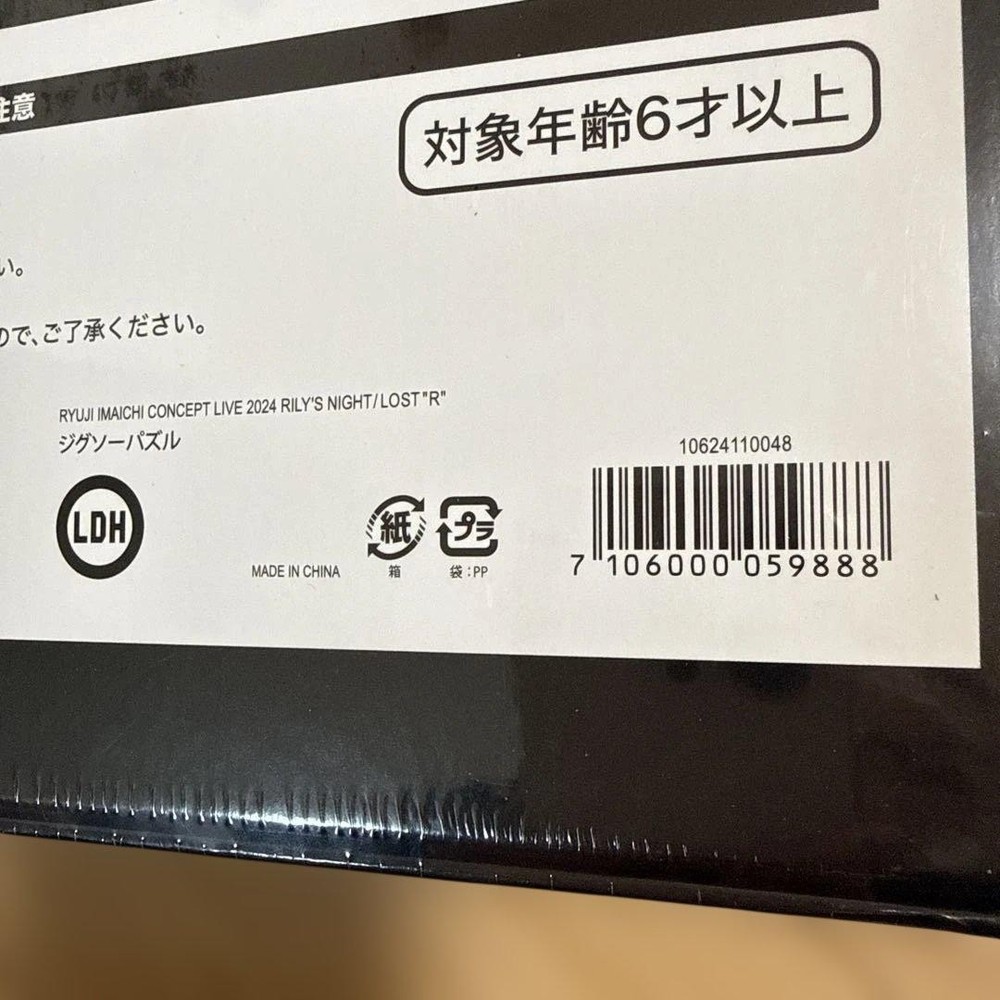 注意
対象年齢6才以上
い。
ので、ご了承ください。
RYUJI IMAICHI CONCEPT LIVE 2024 RILY'S NIGHT/LOST "R"
ジグソーパズル
10624110048
LDH
紙
プラ
MADE IN CHINA
箱
袋:PP
7 106000 059888